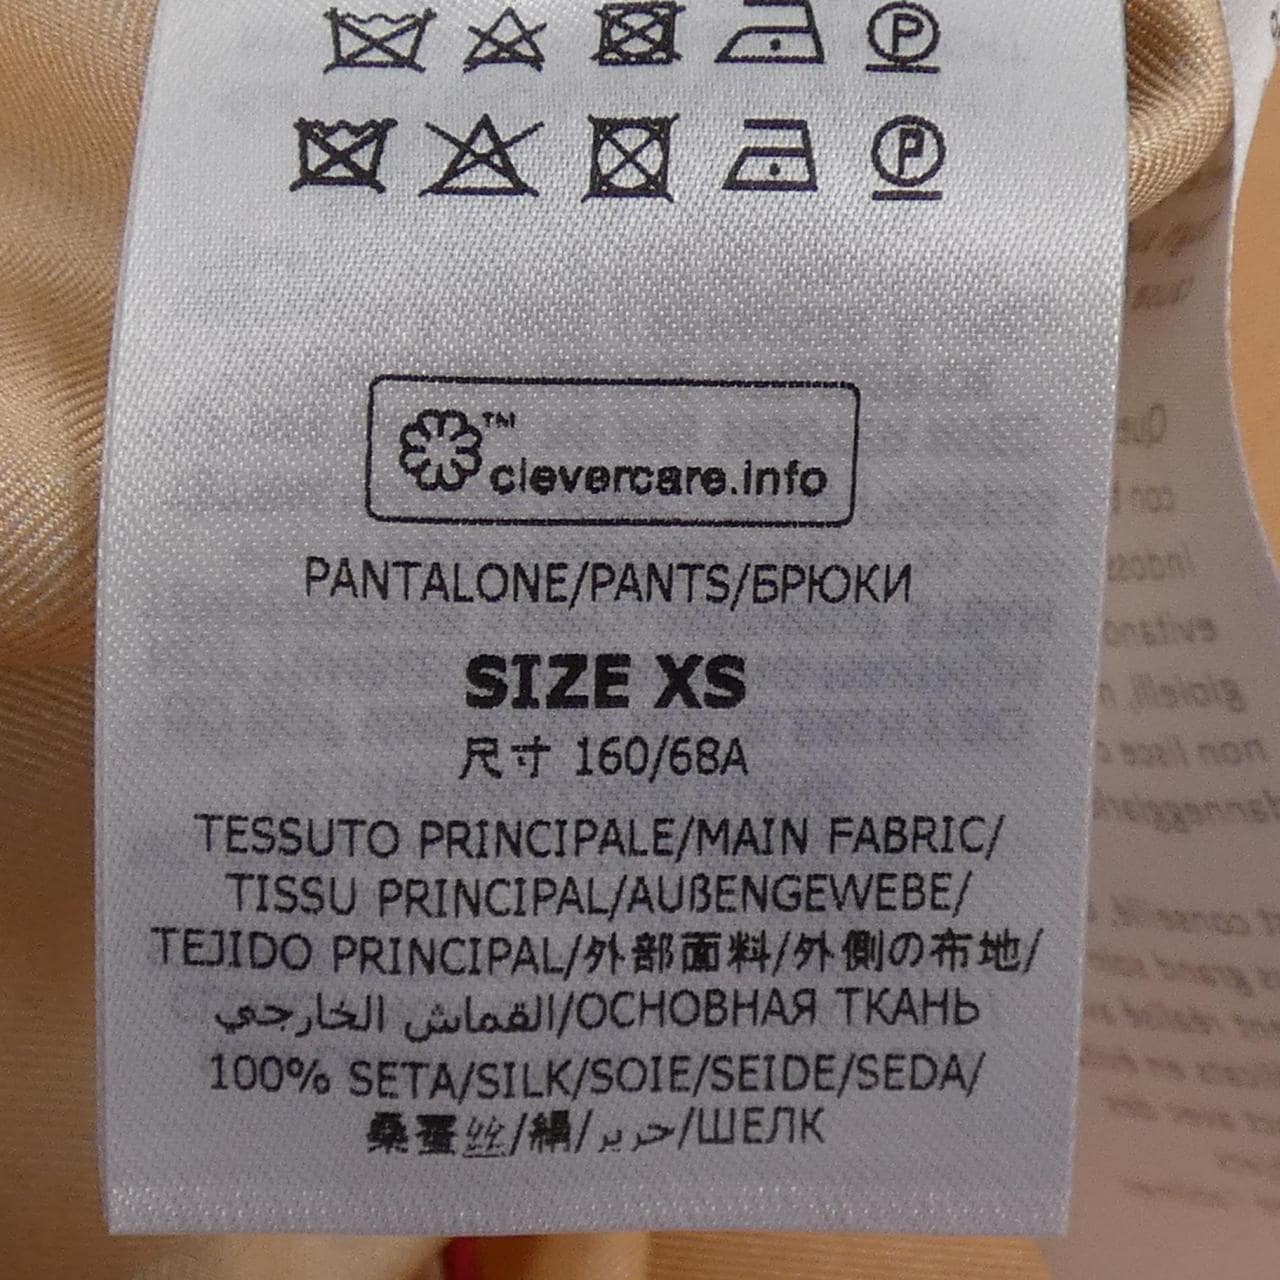 P
P
™
clevercare.info
PANTALONE/PANTS/БРЮКИ
SIZE XS
尺寸 160/68A
TESSUTO PRINCIPALE/MAIN FABRIC/
TISSU PRINCIPAL/AUßENGEWEBE/
TEJIDO PRINCIPAL/外部面料/外側の布地/
القماش الخارجي/ОСНОВНАЯ ТКАНЬ
100% SETA/SILK/SOIE/SEIDE/SEDA/
桑蚕丝/絹/حرير/ШЕЛК